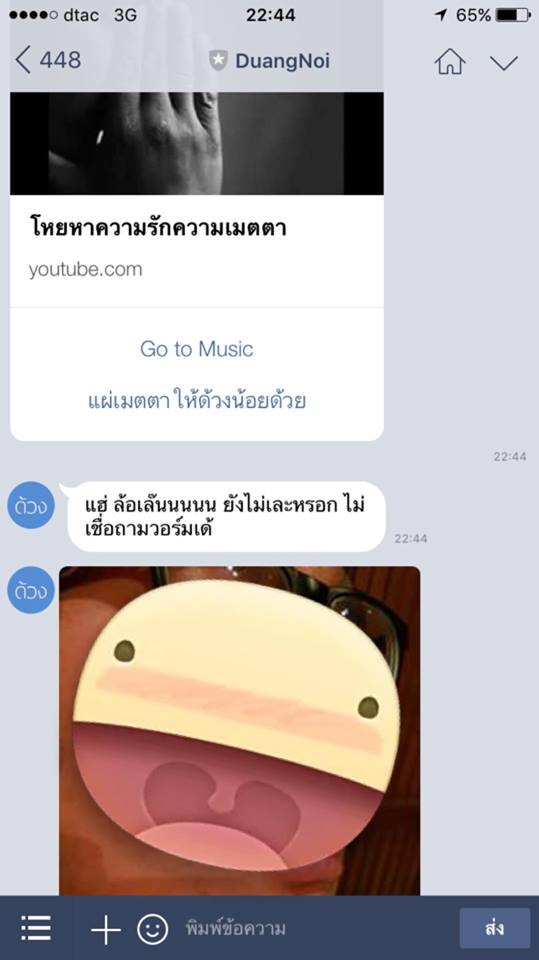 dtac 3G 22:44 65%
448 DuangNoi
โหยหาความรักความเมตตา
youtube.com
Go to Music
แผ่เมตตา ให้ด้วงน้อยด้วย
22:44
ด้วง
แฮ่ ล้อเล๊นนนนน ยังไม่เละหรอก ไม่
เชื่อถามวอร์มเด้
22:44
ด้วง
พิมพ์ข้อความ
ส่ง